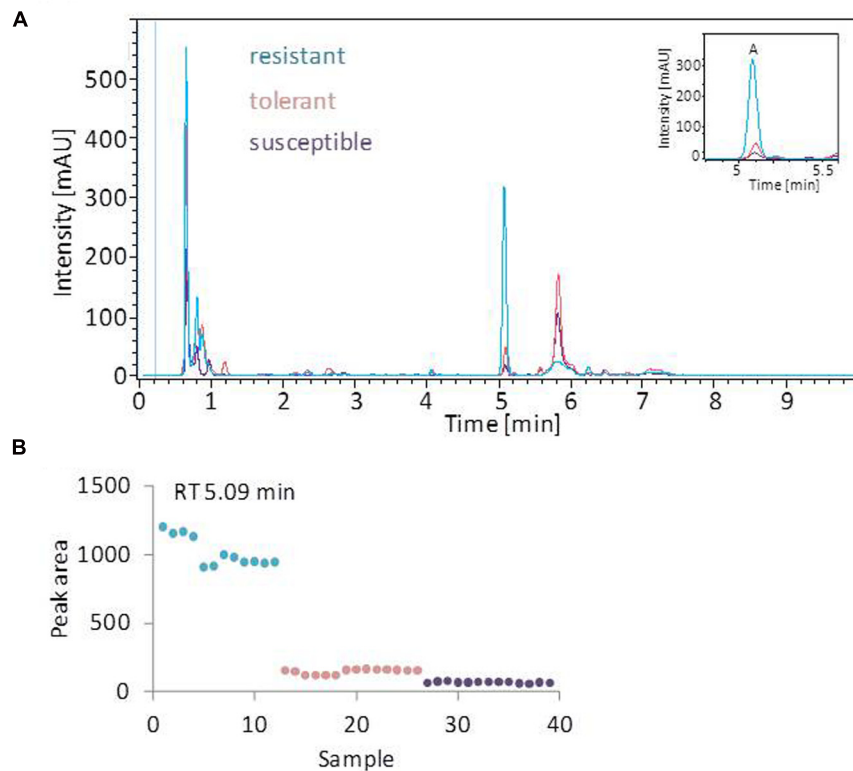 A
500
400
300
200
100
0
Intensity [mAU]
resistant
tolerant
susceptible
0 1 2 3 4 5 6 7 8 9
Time [min]
A
300
200
100
0
Intensity [mAU]
5 5.5
Time [min]
B
1500
1000
500
0
Peak area
RT 5.09 min
0 10 20 30 40
Sample